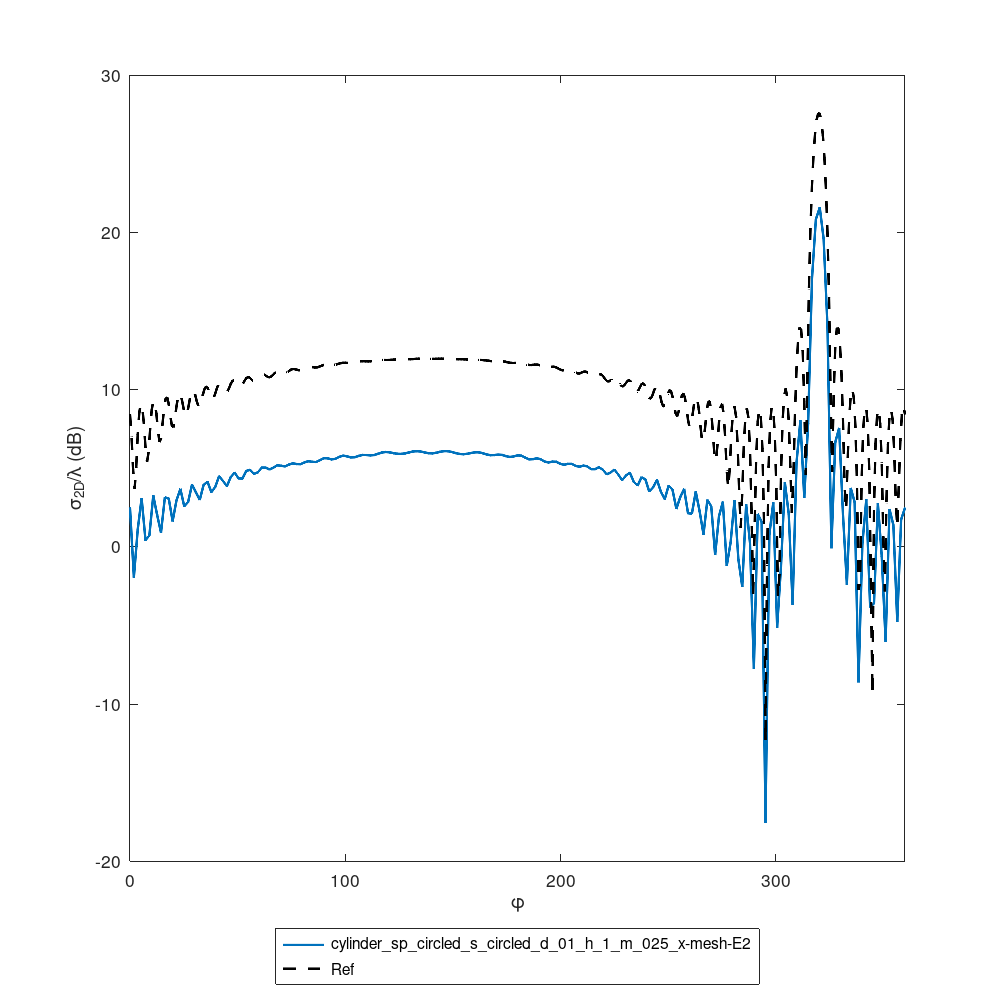 30
20
10
0
-10
-20
0 100 200 300
σ2D/λ (dB)
φ
cylinder_sp_circled_s_circled_d_01_h_1_m_025_x-mesh-E2
Ref